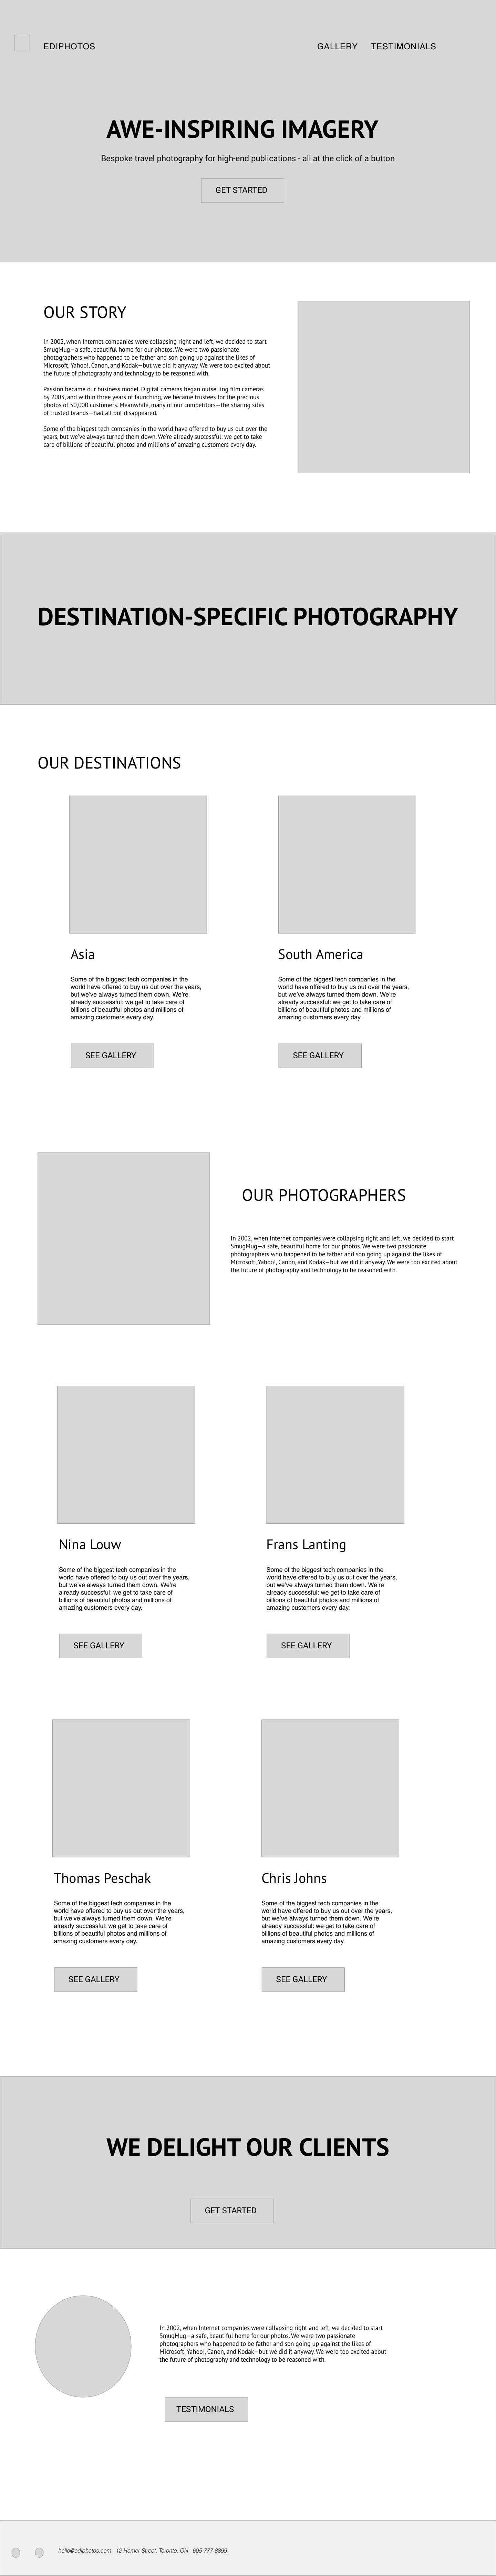 EDIPHOTOS
GALLERY TESTIMONIALS
AWE-INSPIRING IMAGERY
Bespoke travel photography for high-end publications - all at the click of a button
GET STARTED
OUR STORY
In 2002, when Internet companies were collapsing right and left, we decided to start
SmugMug—a safe, beautiful home for our photos. We were two passionate
photographers who happened to be father and son going up against the likes of
Microsoft, Yahoo!, Canon, and Kodak—but we did it anyway. We were too excited about
the future of photography and technology to be reasoned with.
Passion became our business model. Digital cameras began outselling film cameras
by 2003, and within three years of launching, we became trustees for the precious
photos of 50,000 customers. Meanwhile, many of our competitors—the sharing sites
of trusted brands—had all but disappeared.
Some of the biggest tech companies in the world have offered to buy us out over the
years, but we've always turned them down. We're already successful: we get to take
care of billions of beautiful photos and millions of amazing customers every day.
DESTINATION-SPECIFIC PHOTOGRAPHY
OUR DESTINATIONS
Asia
Some of the biggest tech companies in the
world have offered to buy us out over the years,
but we've always turned them down. We're
already successful: we get to take care of
billions of beautiful photos and millions of
amazing customers every day.
SEE GALLERY
South America
Some of the biggest tech companies in the
world have offered to buy us out over the years,
but we've always turned them down. We're
already successful: we get to take care of
billions of beautiful photos and millions of
amazing customers every day.
SEE GALLERY
OUR PHOTOGRAPHERS
In 2002, when Internet companies were collapsing right and left, we decided to start
SmugMug—a safe, beautiful home for our photos. We were two passionate
photographers who happened to be father and son going up against the likes of
Microsoft, Yahoo!, Canon, and Kodak—but we did it anyway. We were too excited about
the future of photography and technology to be reasoned with.
Nina Louw
Some of the biggest tech companies in the
world have offered to buy us out over the years,
but we've always turned them down. We're
already successful: we get to take care of
billions of beautiful photos and millions of
amazing customers every day.
SEE GALLERY
Frans Lanting
Some of the biggest tech companies in the
world have offered to buy us out over the years,
but we've always turned them down. We're
already successful: we get to take care of
billions of beautiful photos and millions of
amazing customers every day.
SEE GALLERY
Thomas Peschak
Some of the biggest tech companies in the
world have offered to buy us out over the years,
but we've always turned them down. We're
already successful: we get to take care of
billions of beautiful photos and millions of
amazing customers every day.
SEE GALLERY
Chris Johns
Some of the biggest tech companies in the
world have offered to buy us out over the years,
but we've always turned them down. We're
already successful: we get to take care of
billions of beautiful photos and millions of
amazing customers every day.
SEE GALLERY
WE DELIGHT OUR CLIENTS
GET STARTED
In 2002, when Internet companies were collapsing right and left, we decided to start
SmugMug—a safe, beautiful home for our photos. We were two passionate
photographers who happened to be father and son going up against the likes of
Microsoft, Yahoo!, Canon, and Kodak—but we did it anyway. We were too excited about
the future of photography and technology to be reasoned with.
TESTIMONIALS
hello@ediphotos.com 12 Homer Street, Toronto, ON 605-777-8899